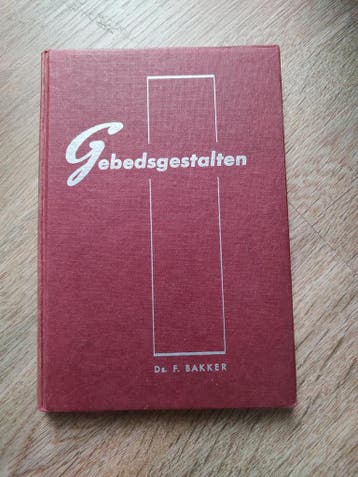 Gebedsgestalten
Ds. F. BAKKER